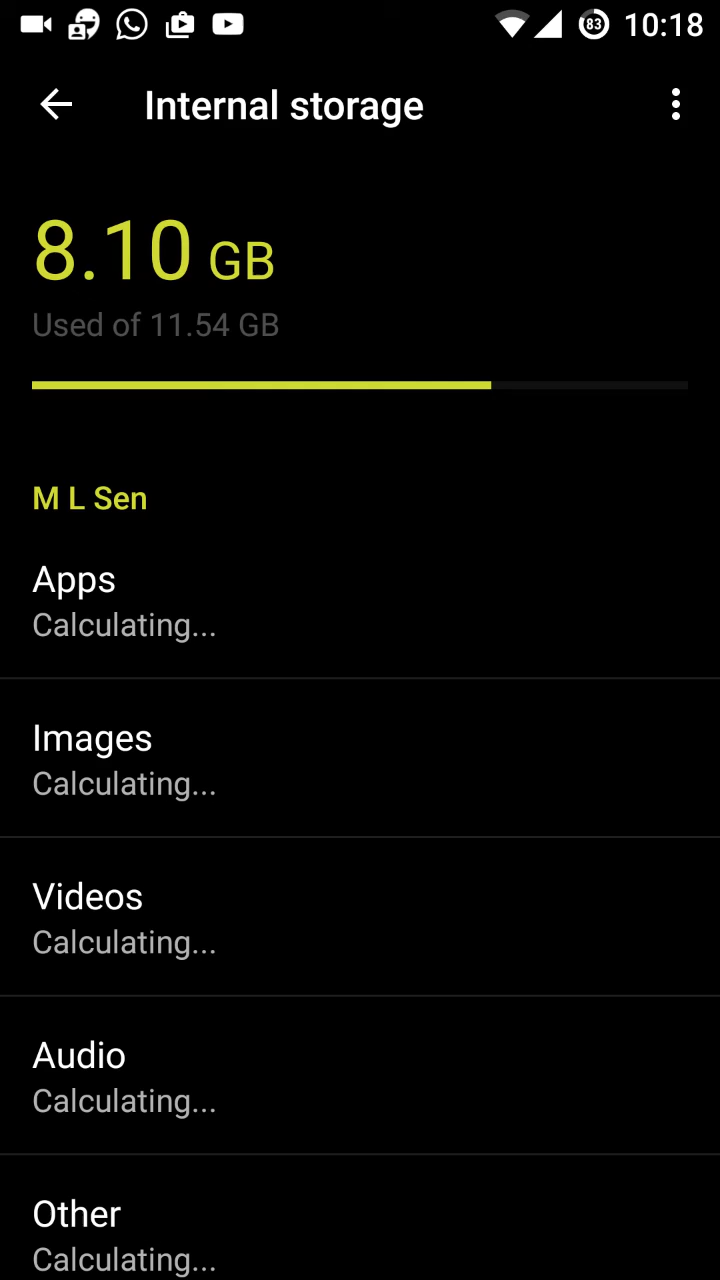 83 10:18
Internal storage
8.10 GB
Used of 11.54 GB
M L Sen
Apps
Calculating...
Images
Calculating...
Videos
Calculating...
Audio
Calculating...
Other
Calculating...